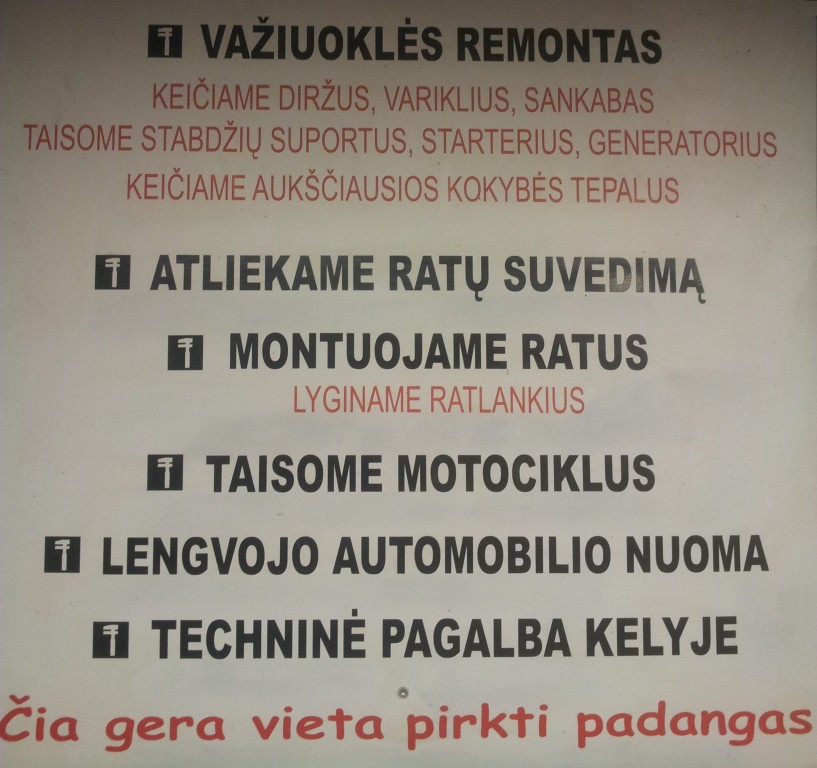 VAŽIUOKLĖS REMONTAS
KEIČIAME DIRŽUS, VARIKLIUS, SANKABAS
TAISOME STABDŽIŲ SUPORTUS, STARTERIUS, GENERATORIUS
KEIČIAME AUKŠČIAUSIOS KOKYBĖS TEPALUS
ATLIEKAME RATŲ SUVEDIMĄ
MONTUOJAME RATUS
LYGINAME RATLANKIUS
TAISOME MOTOCIKLUS
LENGVOJO AUTOMOBILIO NUOMA
TECHNINĖ PAGALBA KELYJE
Čia gera vieta pirkti padangas